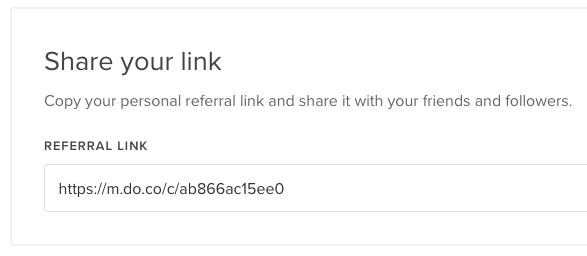 Share your link
Copy your personal referral link and share it with your friends and followers.
REFERRAL LINK
https://m.do.co/c/ab866ac15ee0